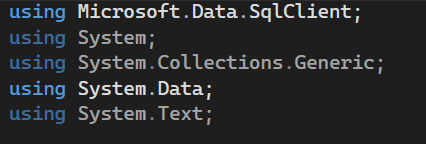 using Microsoft.Data.SqlClient;
using System;
using System.Collections.Generic;
using System.Data;
using System.Text;